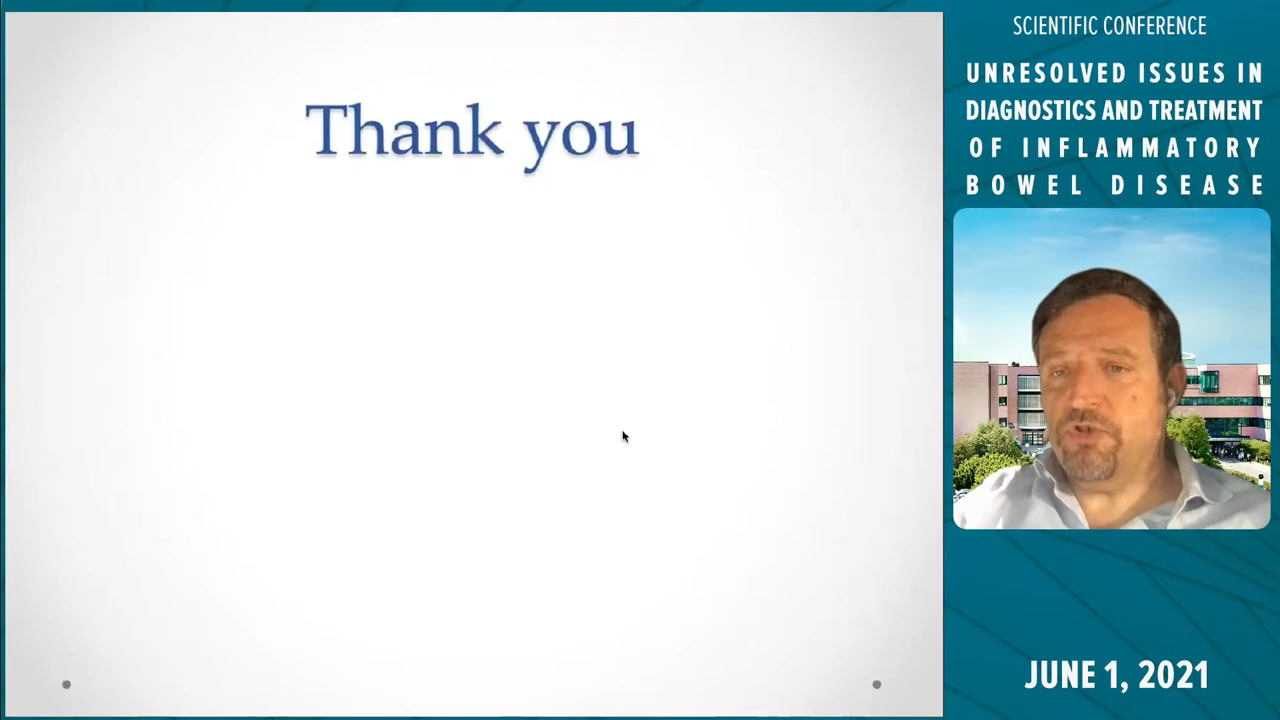 Thank you
SCIENTIFIC CONFERENCE
UNRESOLVED ISSUES IN
DIAGNOSTICS AND TREATMENT
OF INFLAMMATORY
BOWEL DISEASE
JUNE 1, 2021